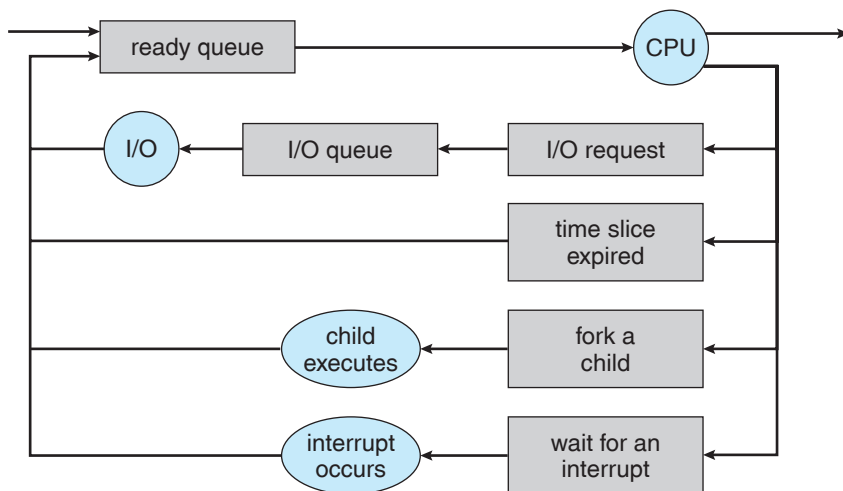 ready queue
CPU
I/O
I/O queue
I/O request
time slice
expired
child
executes
fork a
child
interrupt
occurs
wait for an
interrupt